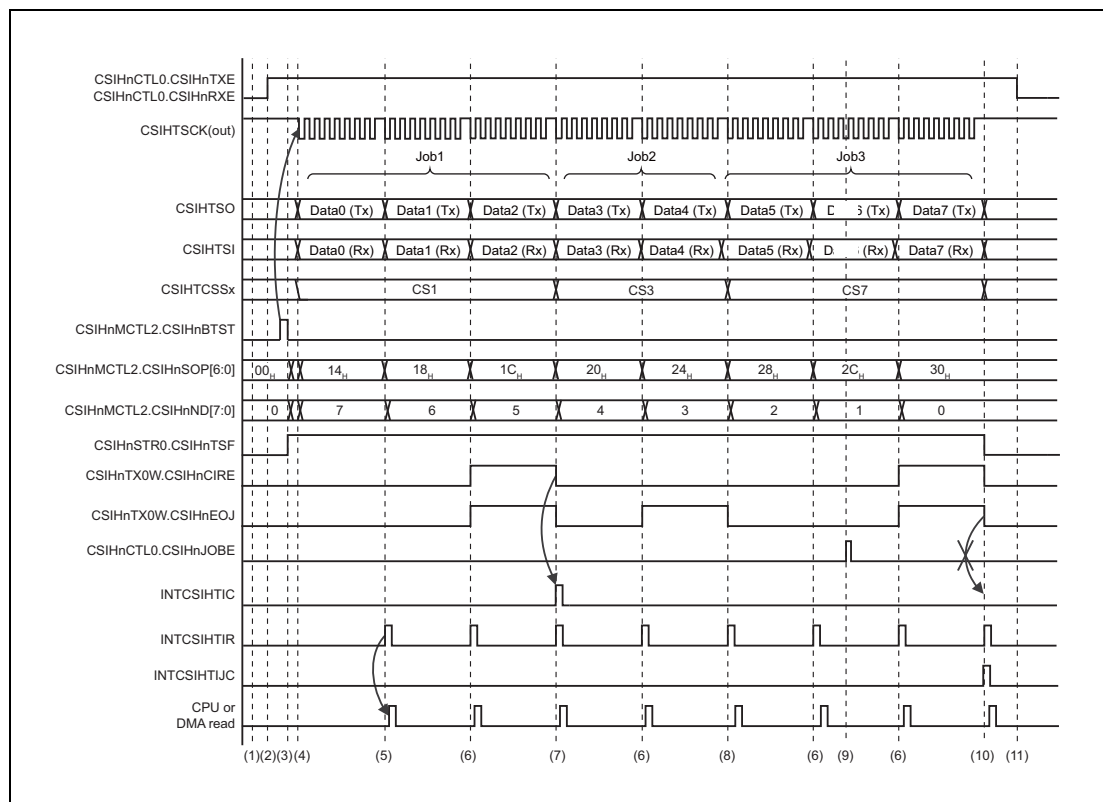 CSIHnCTL0.CSIHnTXE
CSIHnCTL0.CSIHnRXE
CSIHTSCK(out)
Job1 Job2 Job3
CSIHTSO Data0 (Tx) Data1 (Tx) Data2 (Tx) Data3 (Tx) Data4 (Tx) Data5 (Tx) 6 (Tx) Data7 (Tx)
CSIHTSI Data0 (Rx) Data1 (Rx) Data2 (Rx) Data3 (Rx) Data4 (Rx) Data5 (Rx) (Rx) Data7 (Rx)
CSIHTCSSx CS1 CS3 CS7
CSIHnMCTL2.CSIHnBTST
CSIHnMCTL2.CSIHnSOP[6:0] 00H 14H 18H 1CH 20H 24H 28H 2CH 30H
CSIHnMCTL2.CSIHnND[7:0] 0 7 6 5 4 3 2 1 0
CSIHnSTR0.CSIHnTSF
CSIHnTX0W.CSIHnCIRE
CSIHnTX0W.CSIHnEOJ
CSIHnCTL0.CSIHnJOBE
INTCSIHTIC
INTCSIHTIR
INTCSIHTIJC
CPU or
DMA read
(1) (2) (3) (4) (5) (6) (7) (6) (8) (6) (9) (6) (10) (11)